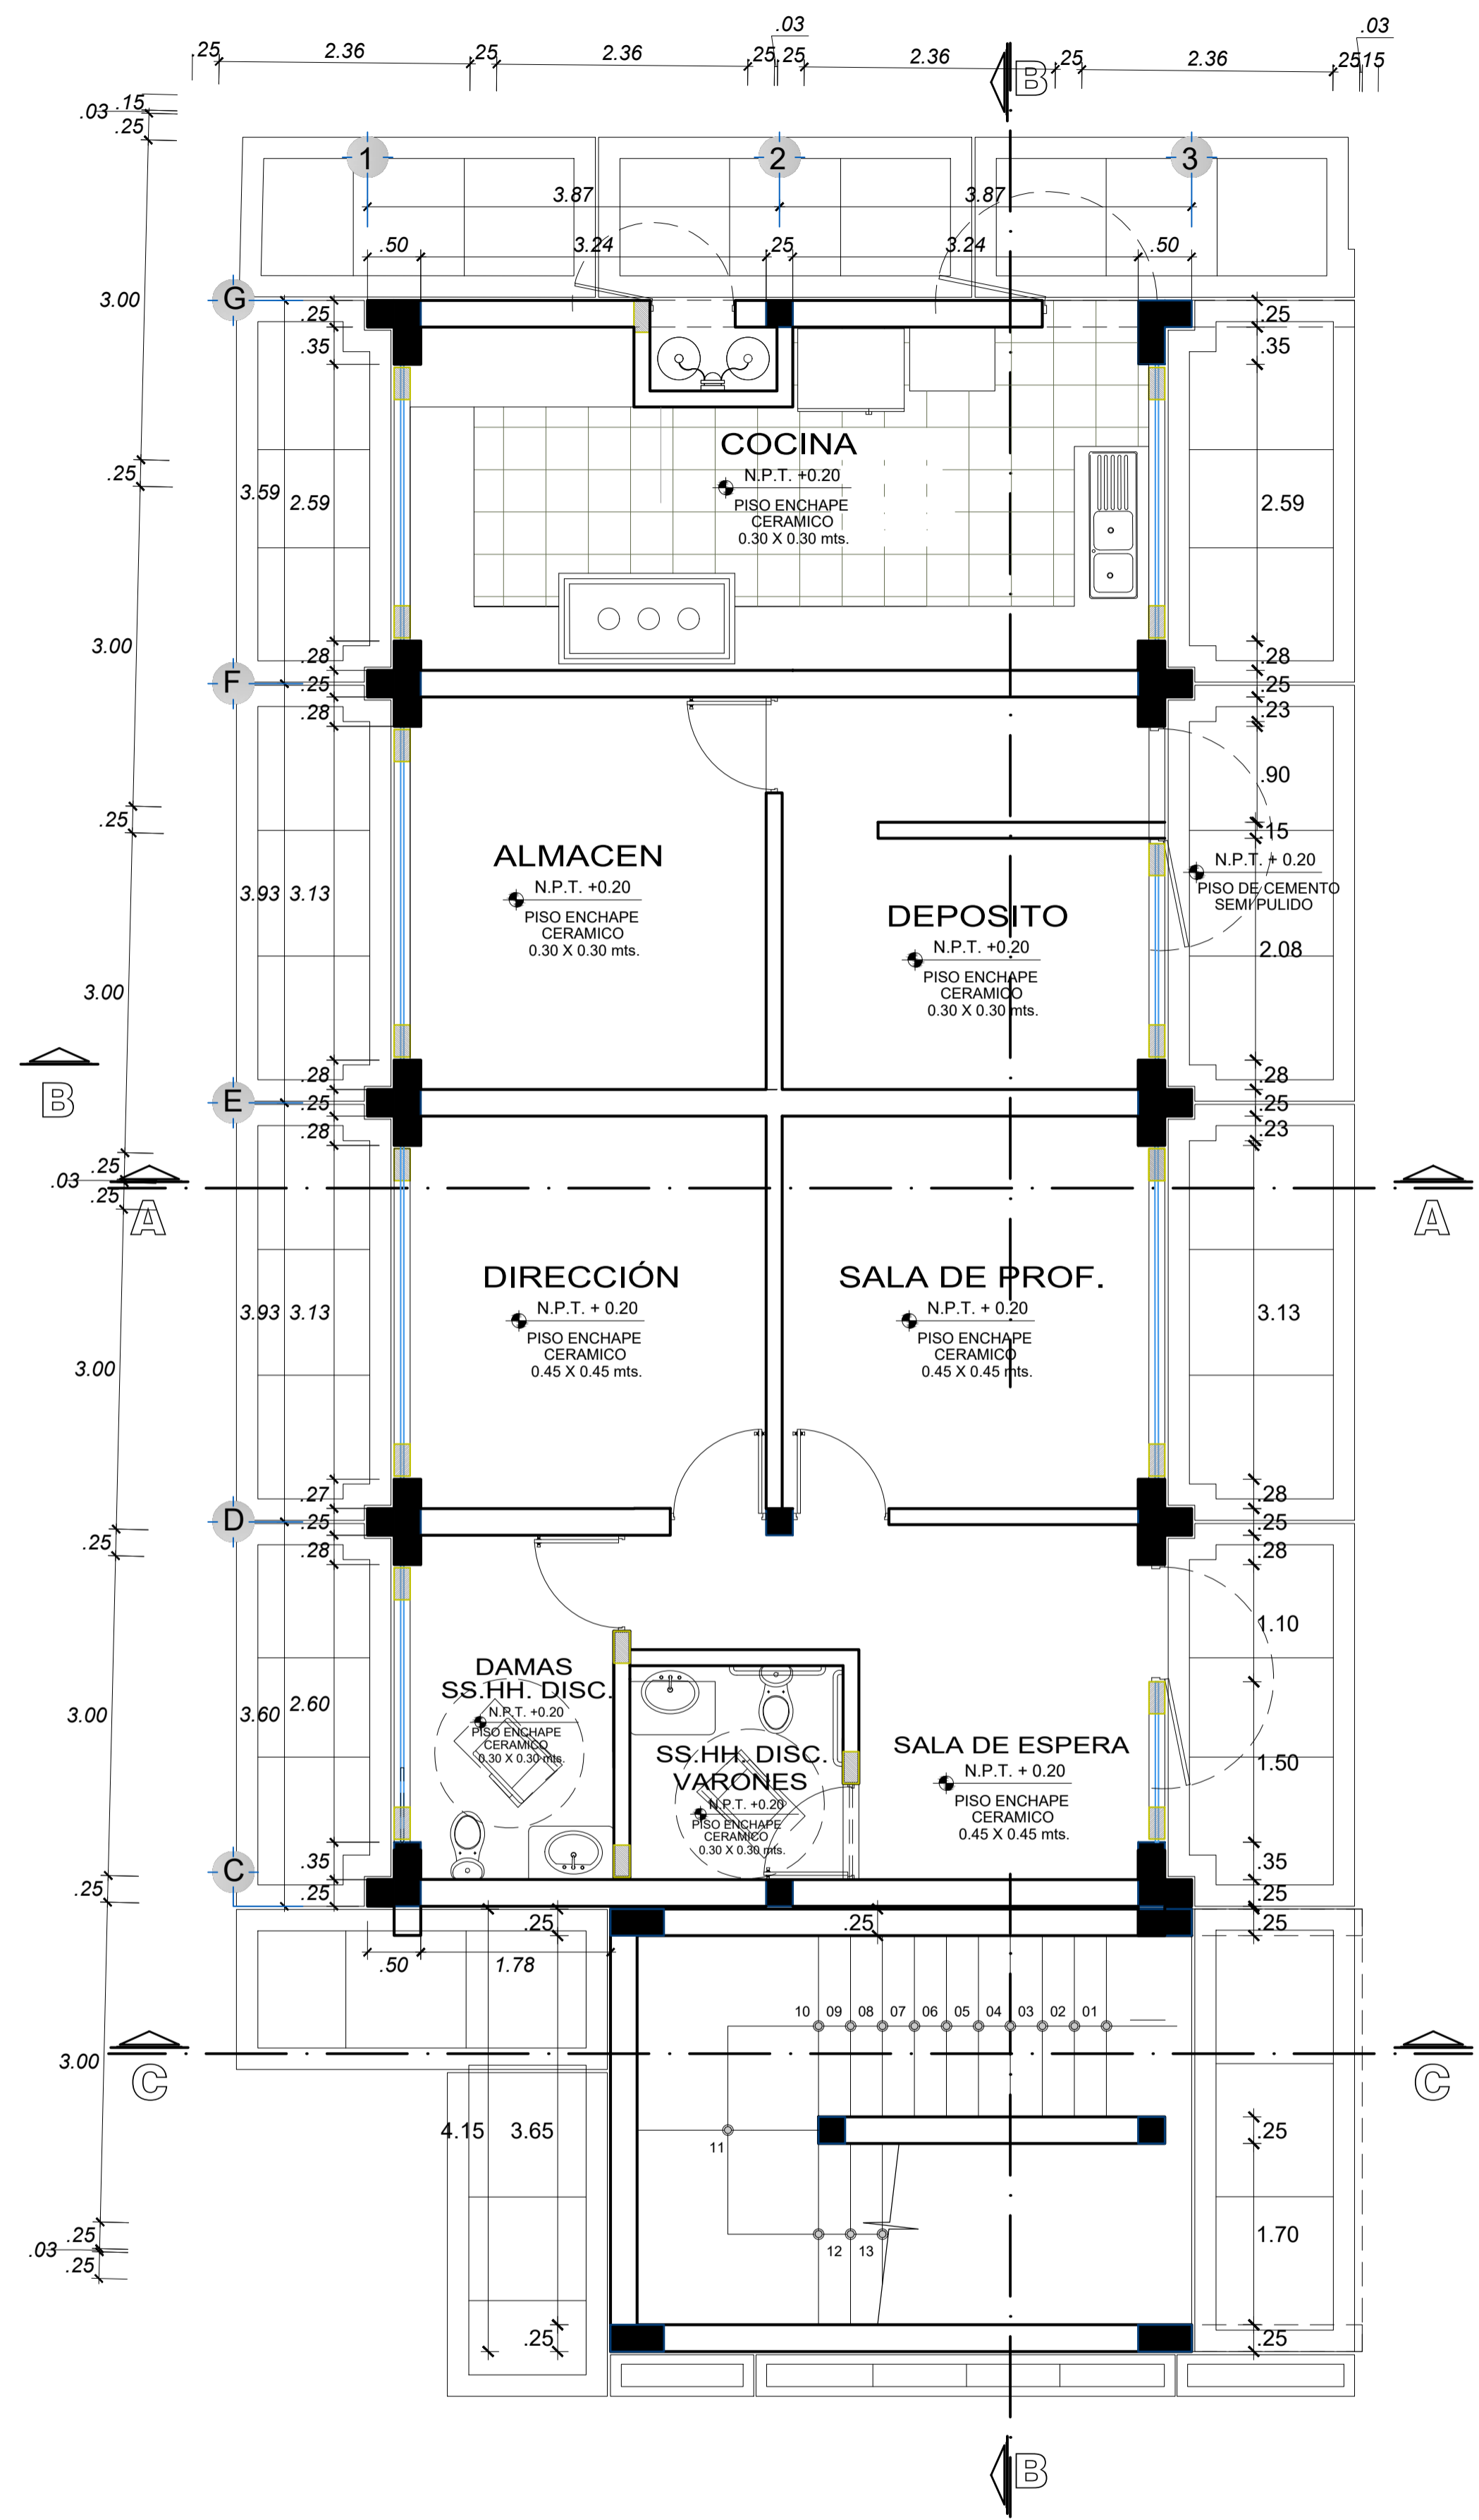 .03
.03
.25
2.36
.25
2.36
.25
.25
2.36
.25
2.36
.25
.15
B
.15
.03
.25
1
2
3
3.87
3.87
.50
3.24
.25
3.24
.50
3.00
G
.25
.25
.35
.35
COCINA
N.P.T. +0.20
PISO ENCHAPE
CERAMICO
0.30 X 0.30 mts.
.25
3.59
2.59
2.59
3.00
.28
.28
F
.25
.25
.28
.23
.90
.25
.15
ALMACEN
N.P.T. +0.20
PISO ENCHAPE
CERAMICO
0.30 X 0.30 mts.
N.P.T. + 0.20
PISO DE CEMENTO
SEMI PULIDO
3.93
3.13
DEPOSITO
N.P.T. +0.20
PISO ENCHAPE
CERAMICO
0.30 X 0.30 mts.
2.08
3.00
B
.28
.28
E
.25
.25
.28
.23
.25
.03
.25
A
A
DIRECCIÓN
N.P.T. + 0.20
PISO ENCHAPE
CERAMICO
0.45 X 0.45 mts.
SALA DE PROF.
N.P.T. + 0.20
PISO ENCHAPE
CERAMICO
0.45 X 0.45 mts.
3.93
3.13
3.13
3.00
.27
.28
D
.25
.25
.28
.28
.25
1.10
DAMAS
SS.HH. DISC.
N.P.T. +0.20
PISO ENCHAPE
CERAMICO
0.30 X 0.30 mts.
3.00
3.60
2.60
SS.HH. DISC.
VARONES
N.P.T. +0.20
PISO ENCHAPE
CERAMICO
0.30 X 0.30 mts.
SALA DE ESPERA
N.P.T. + 0.20
PISO ENCHAPE
CERAMICO
0.45 X 0.45 mts.
1.50
C
.35
.35
.25
.25
.25
.25
.25
.25
.50
1.78
10
09
08
07
06
05
04
03
02
01
3.00
C
C
4.15
3.65
11
.25
12
13
1.70
.25
.03
.25
.25
.25
B